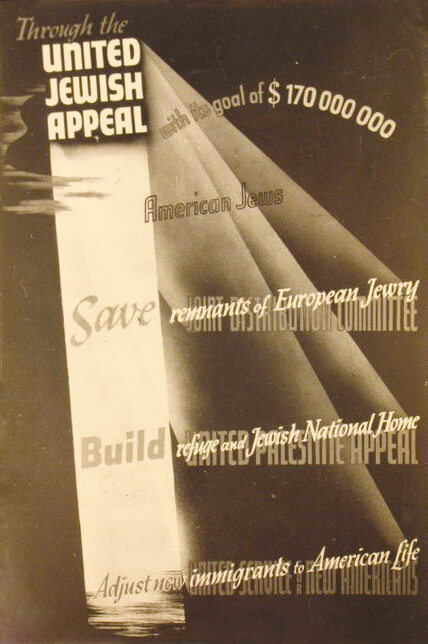 Through the
UNITED
JEWISH
APPEAL
with its goal of $ 170 000 000
American Jews
Save remnants of European Jewry
JOINT DISTRIBUTION COMMITTEE
Build refuge and Jewish National Home
UNITED PALESTINE APPEAL
Adjust new immigrants to American Life
UNITED SERVICE FOR NEW AMERICANS